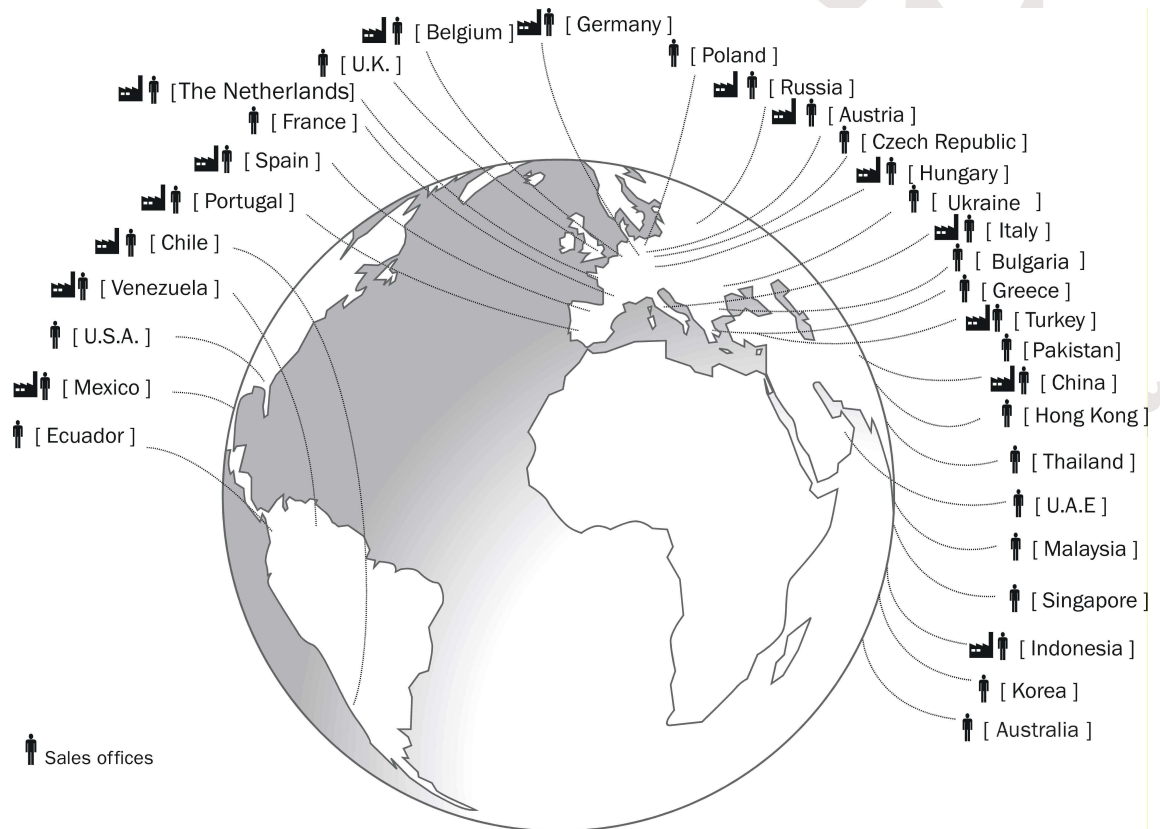 [ Belgium ]
[ Germany ]
[ U.K. ]
[ Poland ]
[The Netherlands]
[ Russia ]
[ France ]
[ Austria ]
[ Spain ]
[ Czech Republic ]
[ Portugal ]
[ Hungary ]
[ Chile ]
[ Ukraine ]
[ Venezuela ]
[ Italy ]
[ U.S.A. ]
[ Bulgaria ]
[ Mexico ]
[ Greece ]
[ Ecuador ]
[ Turkey ]
[Pakistan]
[ China ]
[ Hong Kong ]
[ Thailand ]
[ U.A.E ]
[ Malaysia ]
[ Singapore ]
[ Indonesia ]
[ Korea ]
[ Australia ]
Sales offices